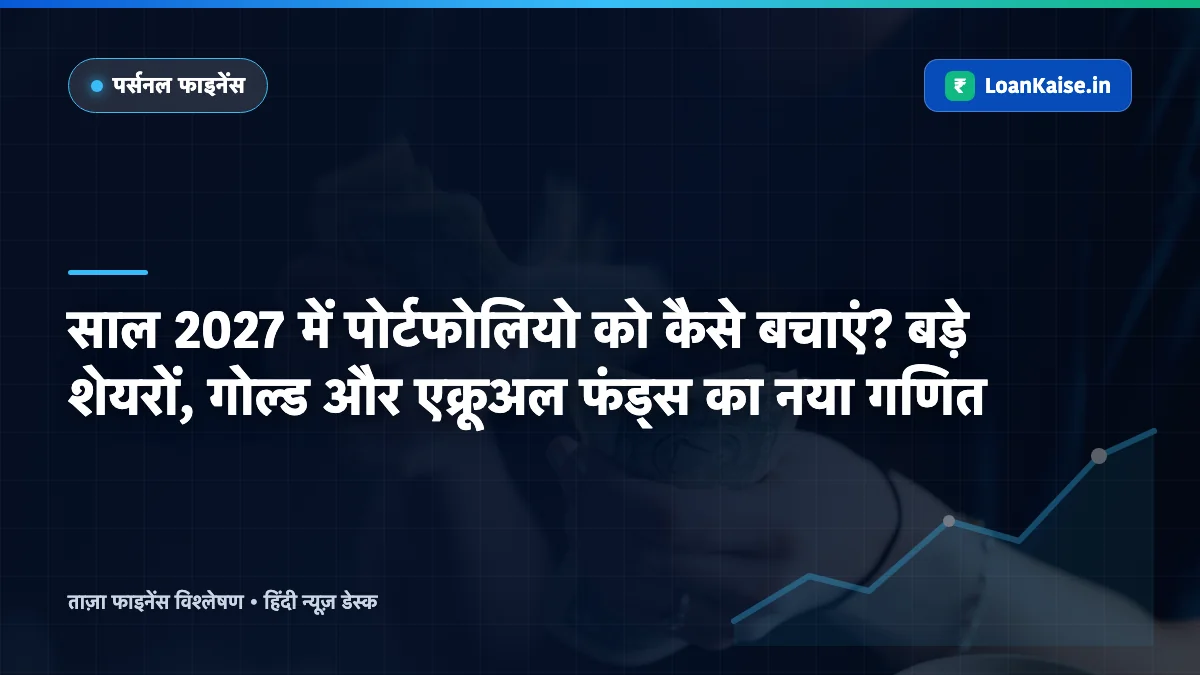 पर्सनल फाइनेंस
₹ LoanKaise.in
साल 2027 में पोर्टफोलियो को कैसे बचाएं? बड़े
शेयरों, गोल्ड और एक्रूअल फंड्स का नया गणित
ताज़ा फाइनेंस विश्लेषण • हिंदी न्यूज़ डेस्क